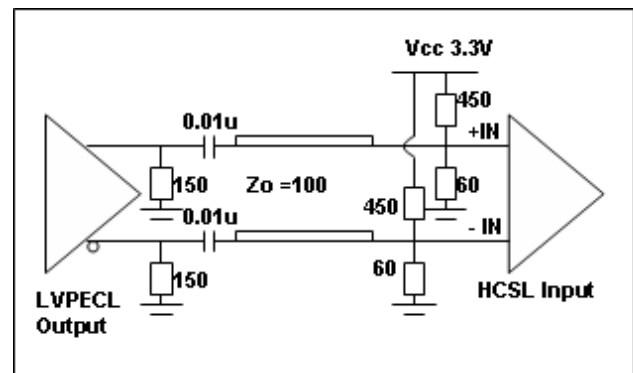 Vcc 3.3V
450
0.01u
+IN
150
Zo =100
60
450
0.01u
- IN
150
60
LVPECL
Output
HCSL Input